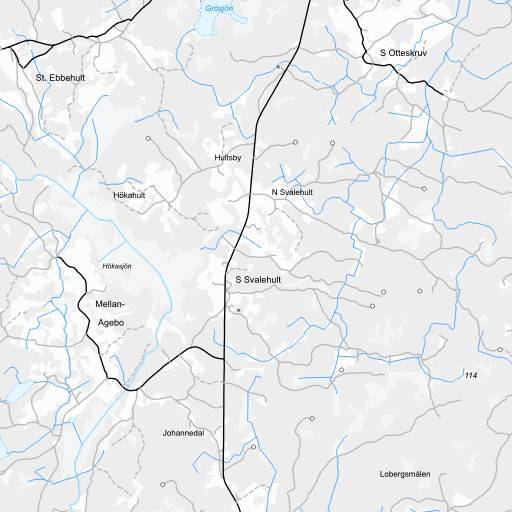 Grösjön
S Otteskruv
St. Ebbehult
Hultsby
Hökahult
N Svalehult
Hökasjön
S Svalehult
Mellan-
Agebo
114
Johannedal
Lobergsmålen